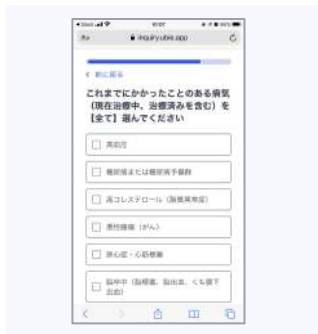 inquiry.ubie.app
< 前に戻る
これまでにかかったことのある病気
(現在治療中、治療済みを含む)を
【全て】選んでください
高血圧
糖尿病または糖尿病予備群
高コレステロール(脂質異常症)
悪性腫瘍(がん)
狭心症・心筋梗塞
脳卒中(脳梗塞、脳出血、くも膜下
出血)